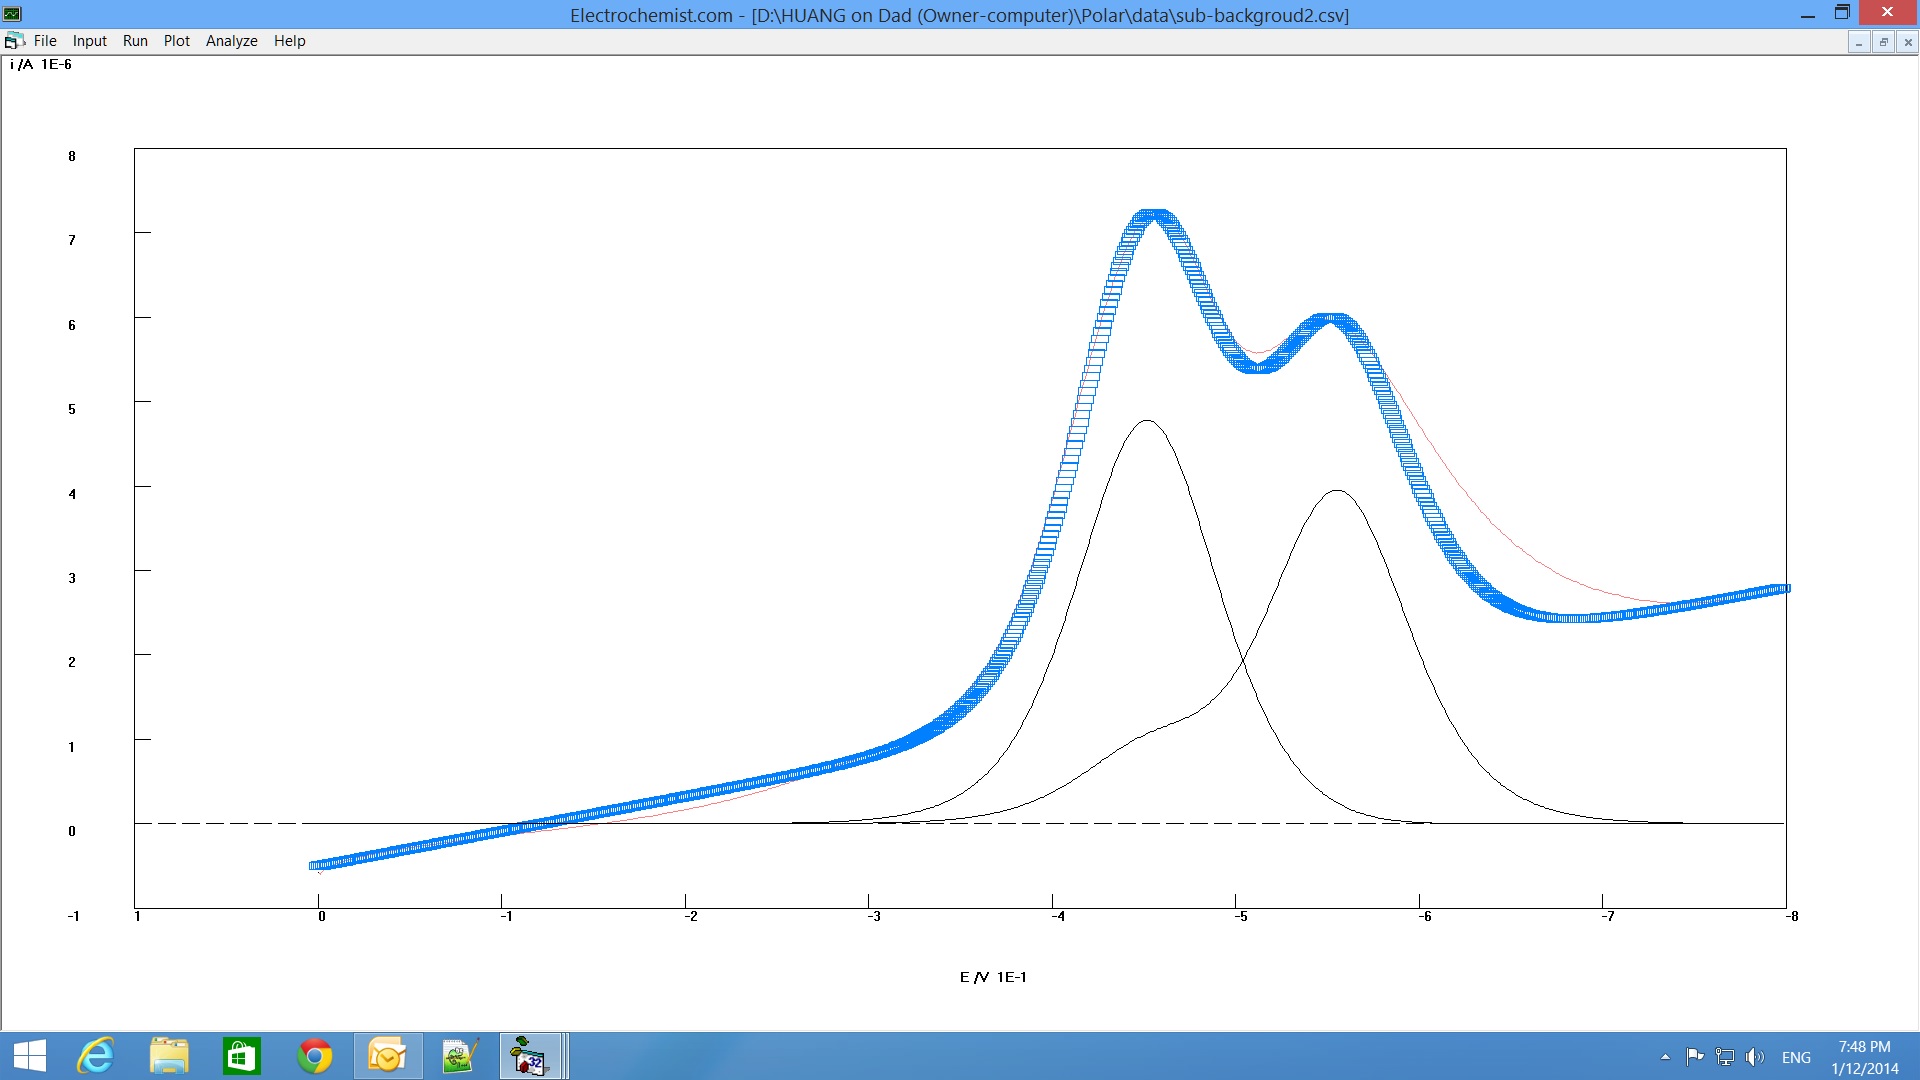 Electrochemist.com - [D:\HUANG on Dad (Owner-computer)\Polar\data\sub-backgroud2.csv]
File Input Run Plot Analyze Help
i /A 1E-6
8
7
6
5
4
3
2
1
0
-1
1 0 -1 -2 -3 -4 -5 -6 -7 -8
E /V 1E-1
32
ENG
7:48 PM
1/12/2014